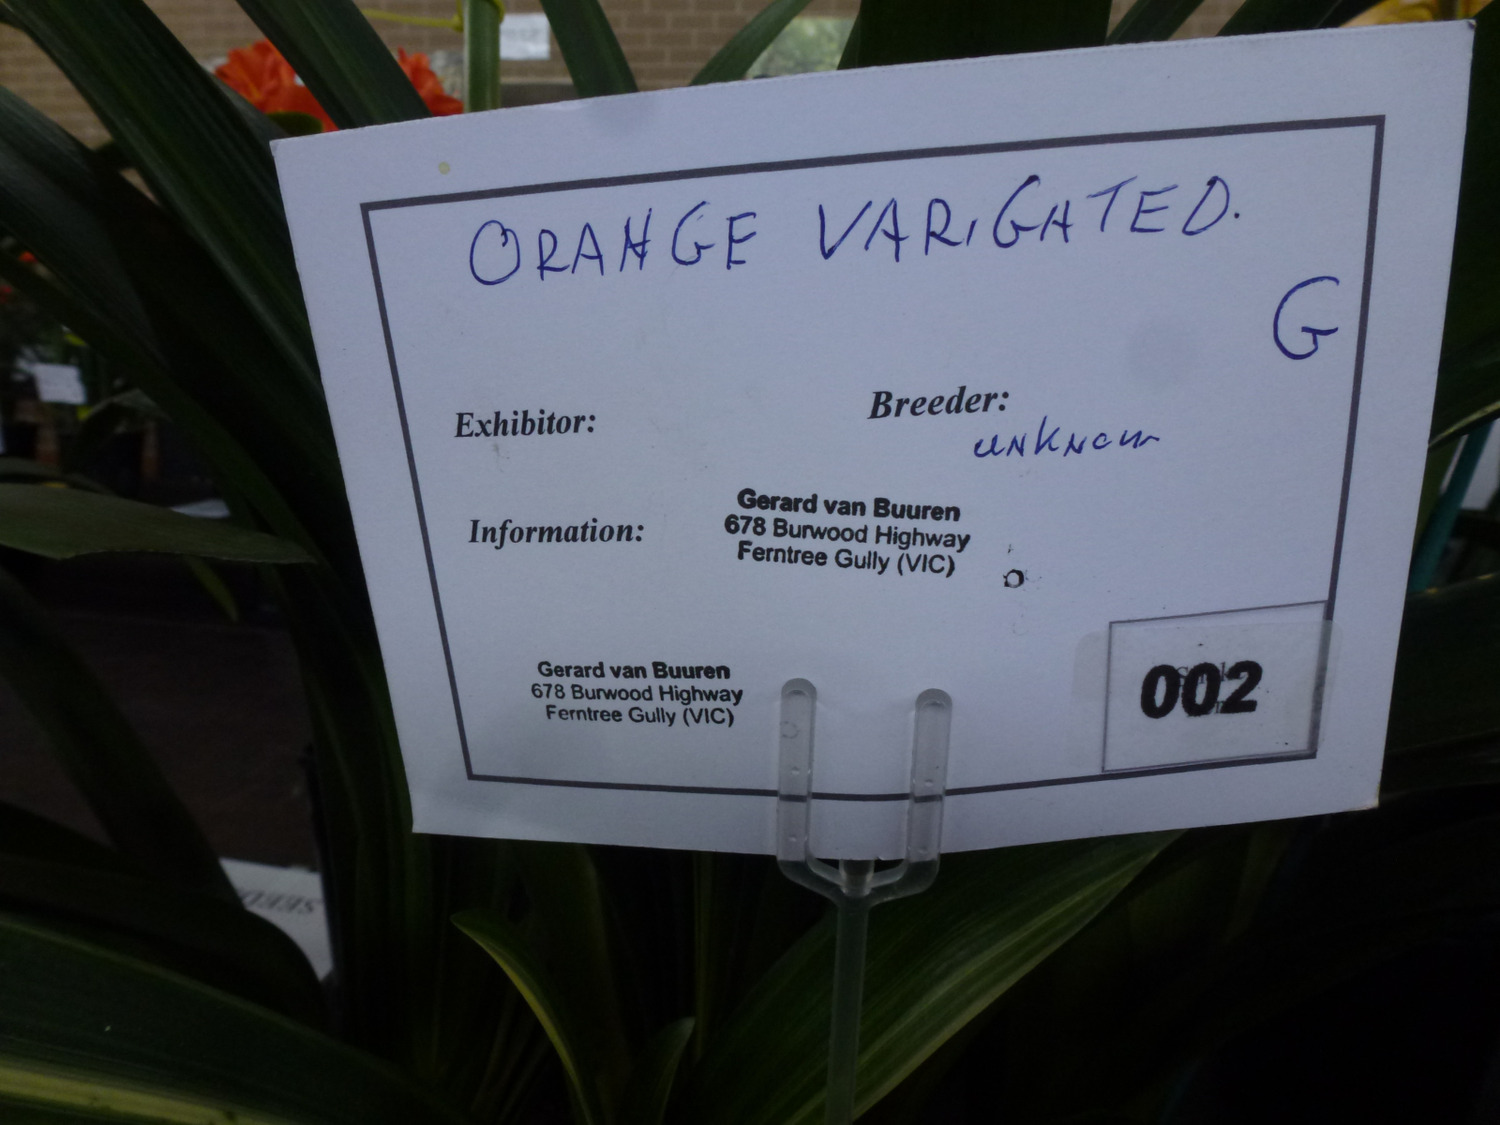 ORANGE VARIGATED.
G
Exhibitor:
Breeder:
unknown
Information:
Gerard van Buuren
678 Burwood Highway
Ferntree Gully (VIC)
Gerard van Buuren
678 Burwood Highway
Ferntree Gully (VIC)
002